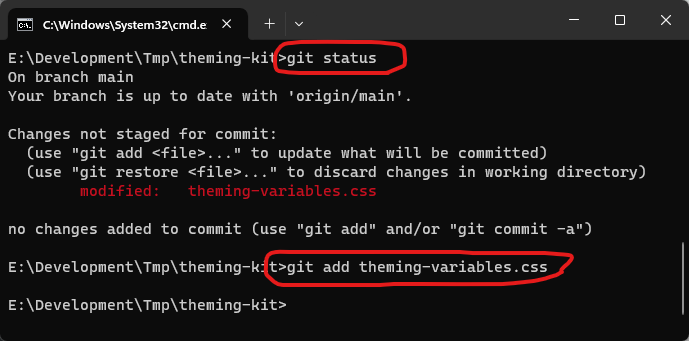 C:\Windows\System32\cmd.e:
E:\Development\Tmp\theming-kit>git status
On branch main
Your branch is up to date with 'origin/main'.
Changes not staged for commit:
(use "git add <file>..." to update what will be committed)
(use "git restore <file>..." to discard changes in working directory)
modified: theming-variables.css
no changes added to commit (use "git add" and/or "git commit -a")
E:\Development\Tmp\theming-kit>git add theming-variables.css
E:\Development\Tmp\theming-kit>